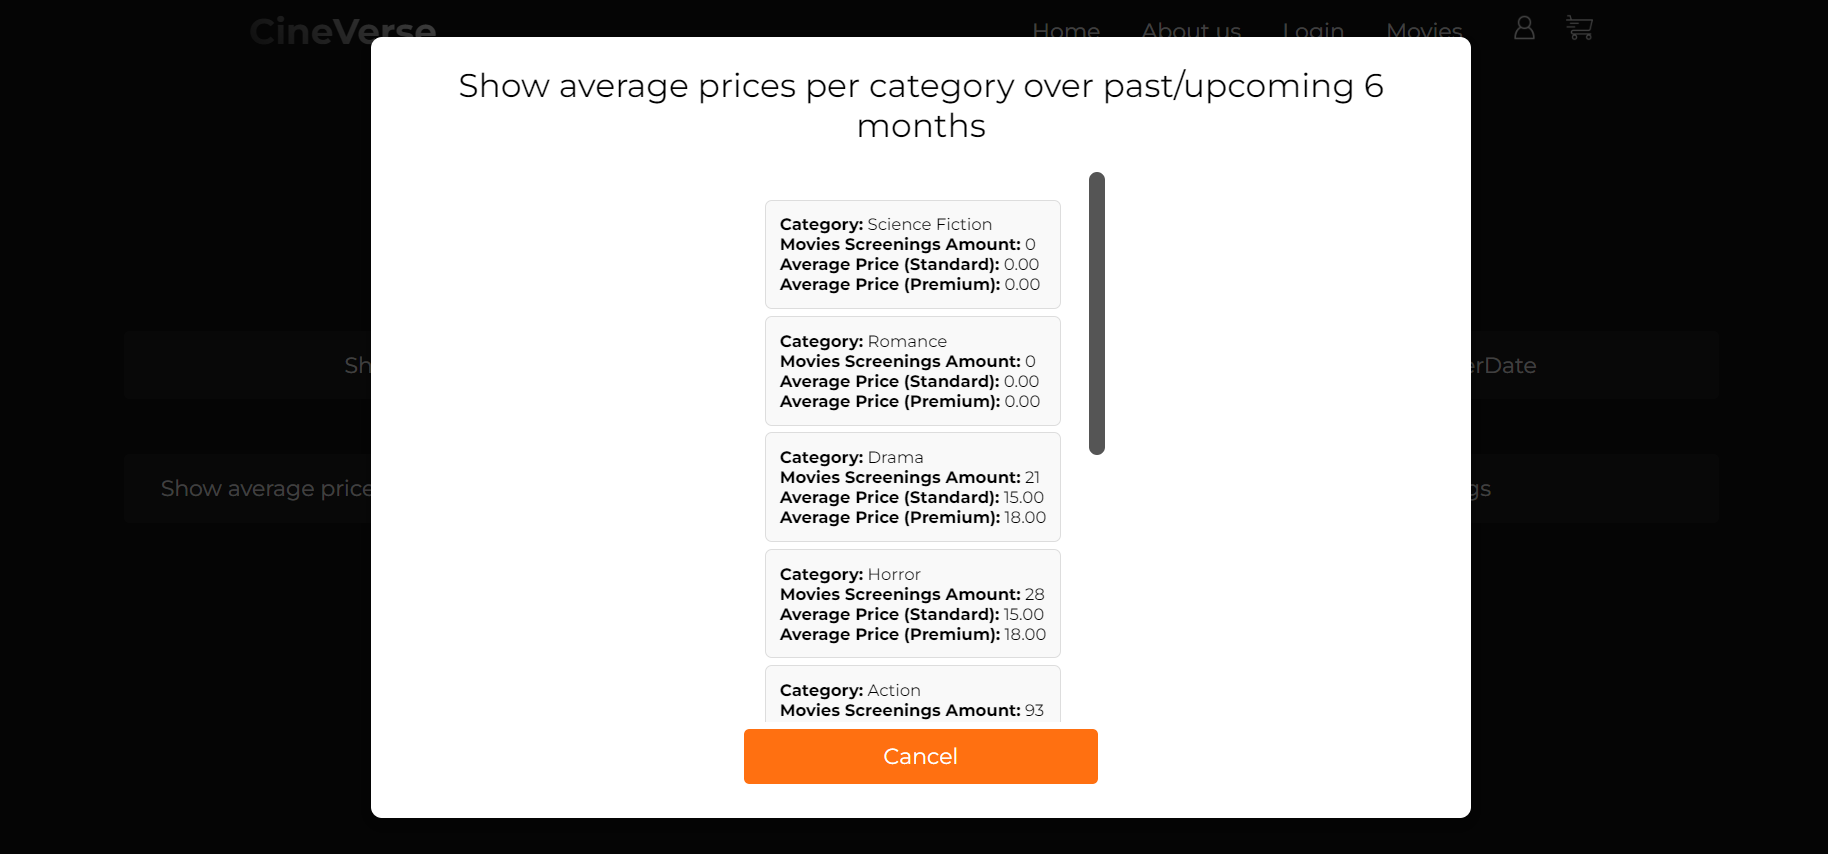 CineVerse
Home About us Login Movies
Show average prices per category over past/upcoming 6
months
Category: Science Fiction
Movies Screenings Amount: 0
Average Price (Standard): 0.00
Average Price (Premium): 0.00
Category: Romance
Movies Screenings Amount: 0
Average Price (Standard): 0.00
Average Price (Premium): 0.00
Category: Drama
Movies Screenings Amount: 21
Average Price (Standard): 15.00
Average Price (Premium): 18.00
Category: Horror
Movies Screenings Amount: 28
Average Price (Standard): 15.00
Average Price (Premium): 18.00
Category: Action
Movies Screenings Amount: 93
Cancel
Sh
erDate
Show average price
gs